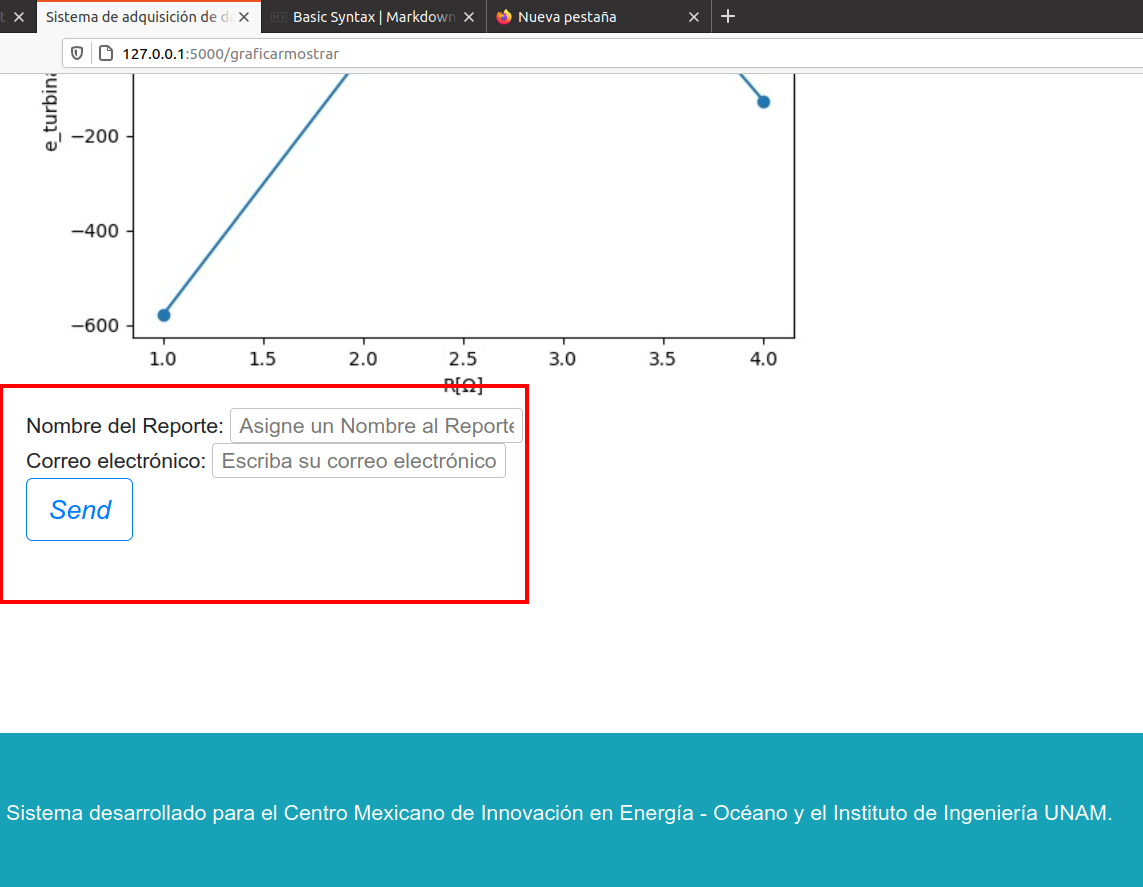 Sistema de adquisición de da
Basic Syntax | Markdown
Nueva pestaña
127.0.0.1:5000/graficarmostrar
e_turbina
−200
−400
−600
1.0 1.5 2.0 2.5 3.0 3.5 4.0
R[Ω]
Nombre del Reporte: Asigne un Nombre al Reporte
Correo electrónico: Escriba su correo electrónico
Send
Sistema desarrollado para el Centro Mexicano de Innovación en Energía - Océano y el Instituto de Ingeniería UNAM.